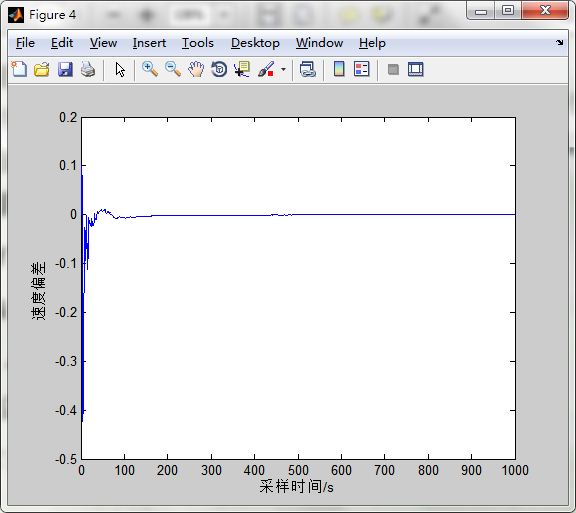 Figure 4
File Edit View Insert Tools Desktop Window Help
0.2
0.1
0
-0.1
-0.2
-0.3
-0.4
-0.5
速度偏差
0 100 200 300 400 500 600 700 800 900 1000
采样时间/s